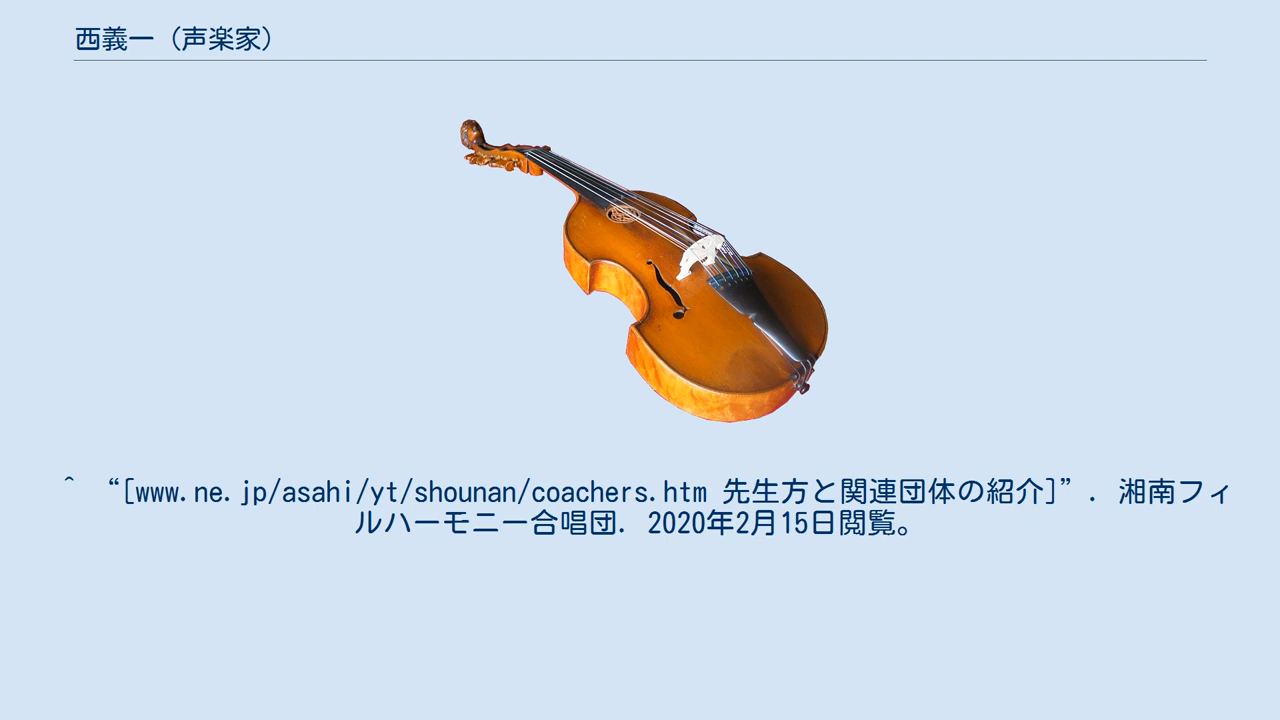 西義一（声楽家）
^ “[www.ne.jp/asahi/yt/shounan/coachers.htm 先生方と関連団体の紹介]”. 湘南フィ
ルハーモニー合唱団. 2020年2月15日閲覧。